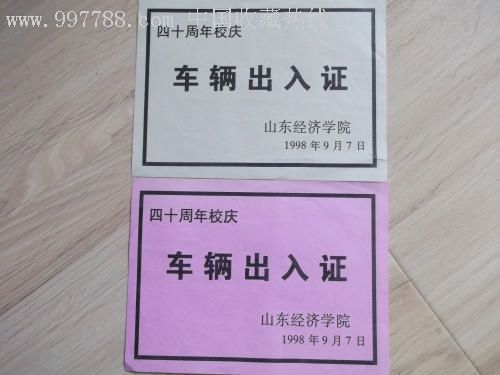 www.997788.com 中国收藏热线
四十周年校庆
车辆出入证
山东经济学院
1998年9月7日
四十周年校庆
车辆出入证
山东经济学院
1998年9月7日